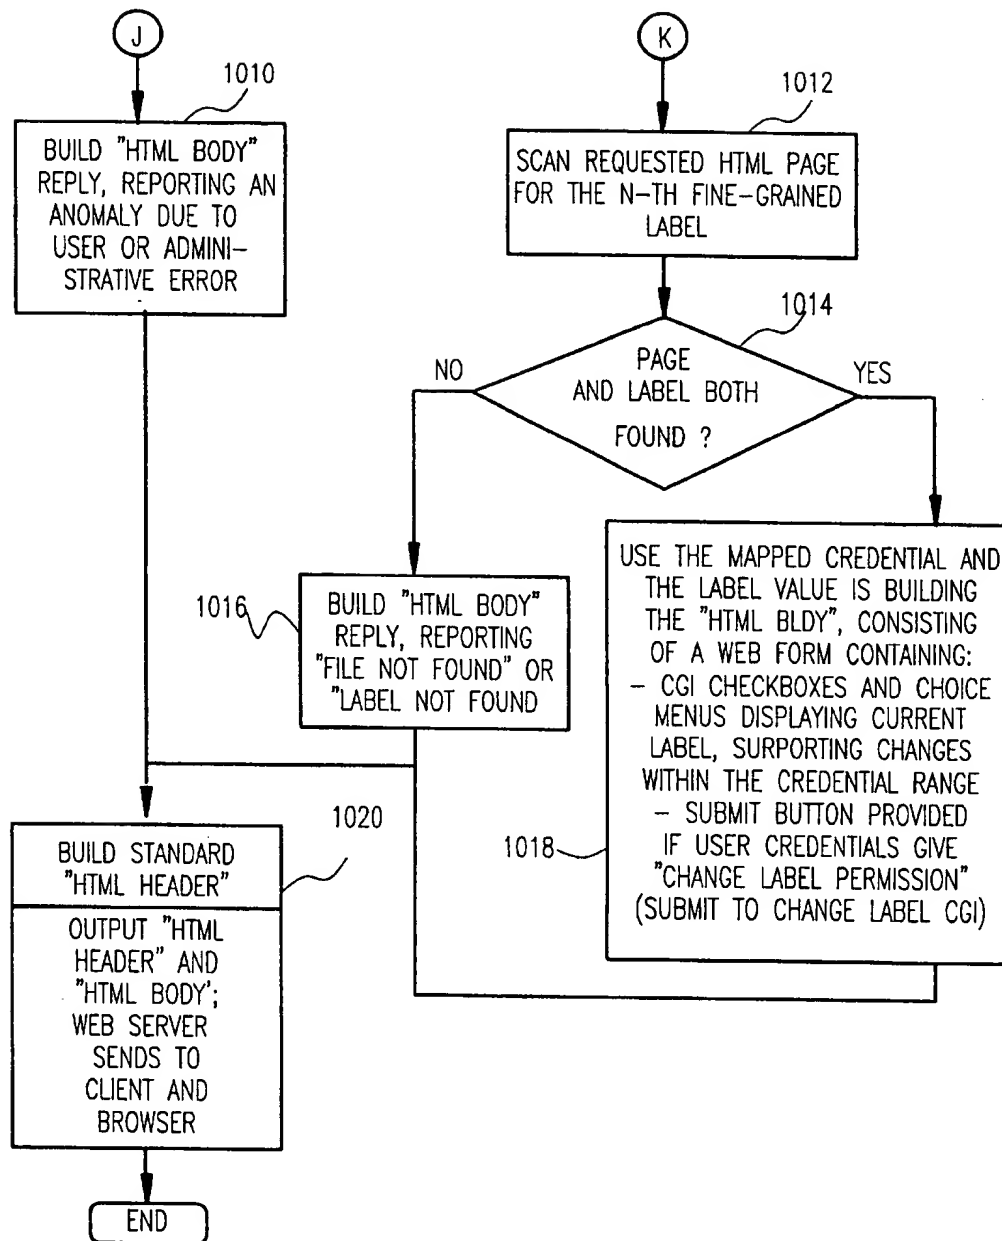 J
1010
BUILD "HTML BODY"
REPLY, REPORTING AN
ANOMALY DUE TO
USER OR ADMINI-
STRATIVE ERROR
K
1012
SCAN REQUESTED HTML PAGE
FOR THE N-TH FINE-GRAINED
LABEL
1014
PAGE
AND LABEL BOTH
FOUND ?
NO
YES
1016
BUILD "HTML BODY"
REPLY, REPORTING
"FILE NOT FOUND" OR
"LABEL NOT FOUND
USE THE MAPPED CREDENTIAL AND
THE LABEL VALUE IS BUILDING
THE "HTML BLDY", CONSISTING
OF A WEB FORM CONTAINING:
- CGI CHECKBOXES AND CHOICE
MENUS DISPLAYING CURRENT
LABEL, SURPORTING CHANGES
WITHIN THE CREDENTIAL RANGE
- SUBMIT BUTTON PROVIDED
IF USER CREDENTIALS GIVE
"CHANGE LABEL PERMISSION"
(SUBMIT TO CHANGE LABEL CGI)
1018
1020
BUILD STANDARD
"HTML HEADER"
OUTPUT "HTML
HEADER" AND
"HTML BODY';
WEB SERVER
SENDS TO
CLIENT AND
BROWSER
END